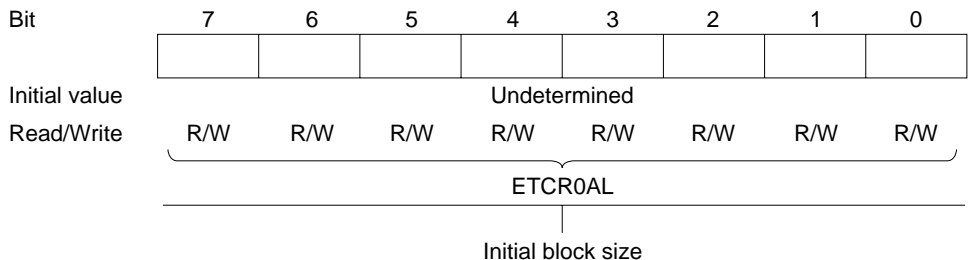 Bit 7 6 5 4 3 2 1 0
Initial value Undetermined
Read/Write R/W R/W R/W R/W R/W R/W R/W R/W
ETCR0AL
Initial block size